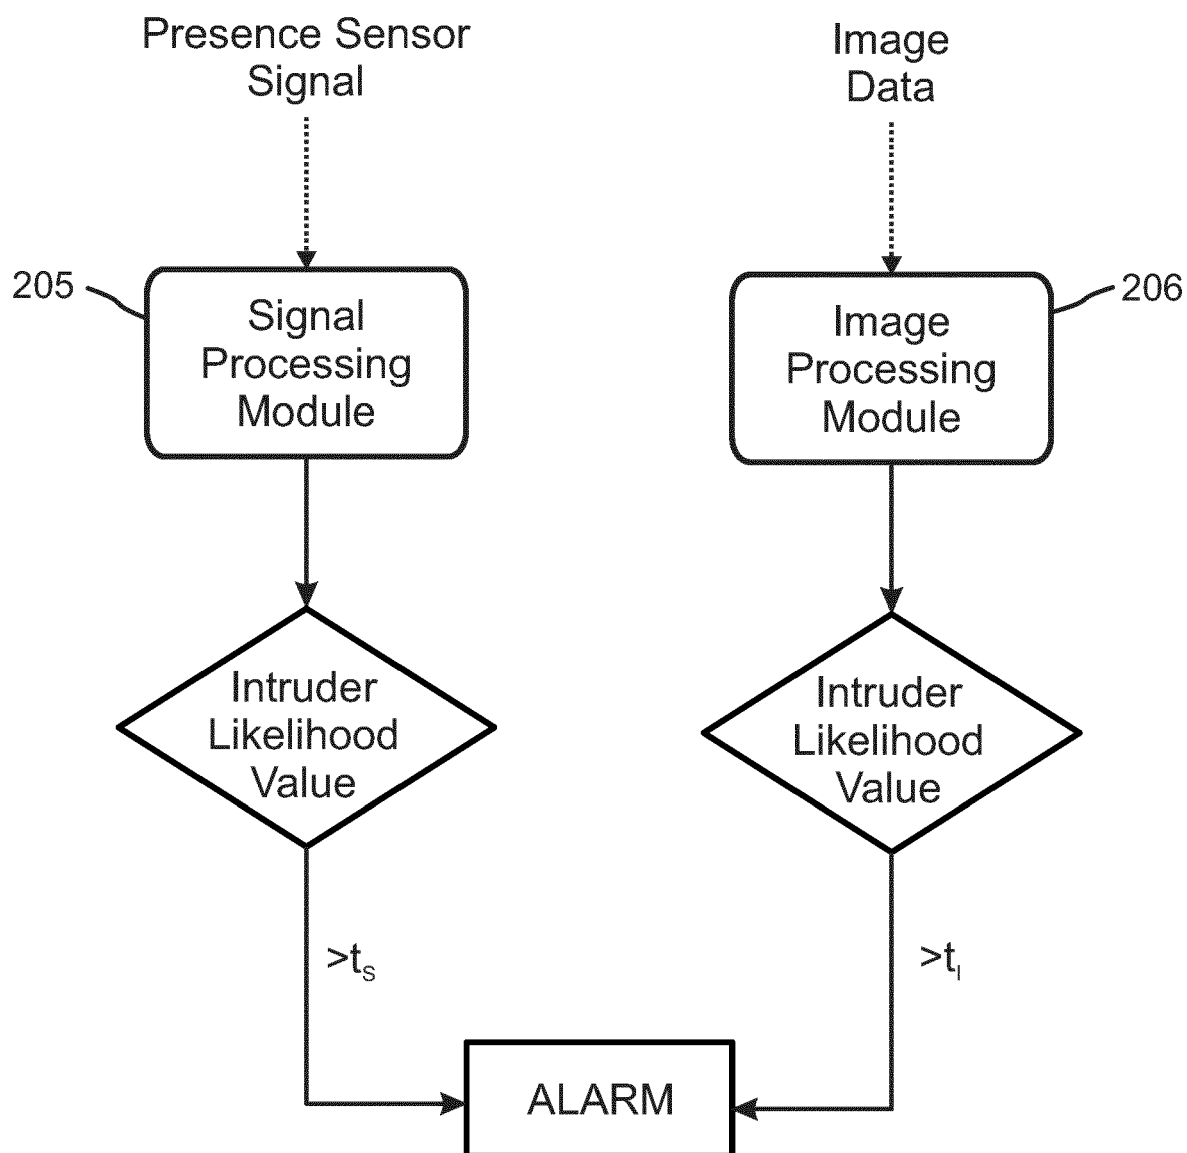 Presence Sensor
Signal
Image
Data
205
Signal
Processing
Module
206
Image
Processing
Module
Intruder
Likelihood
Value
Intruder
Likelihood
Value
>tS
>tI
ALARM